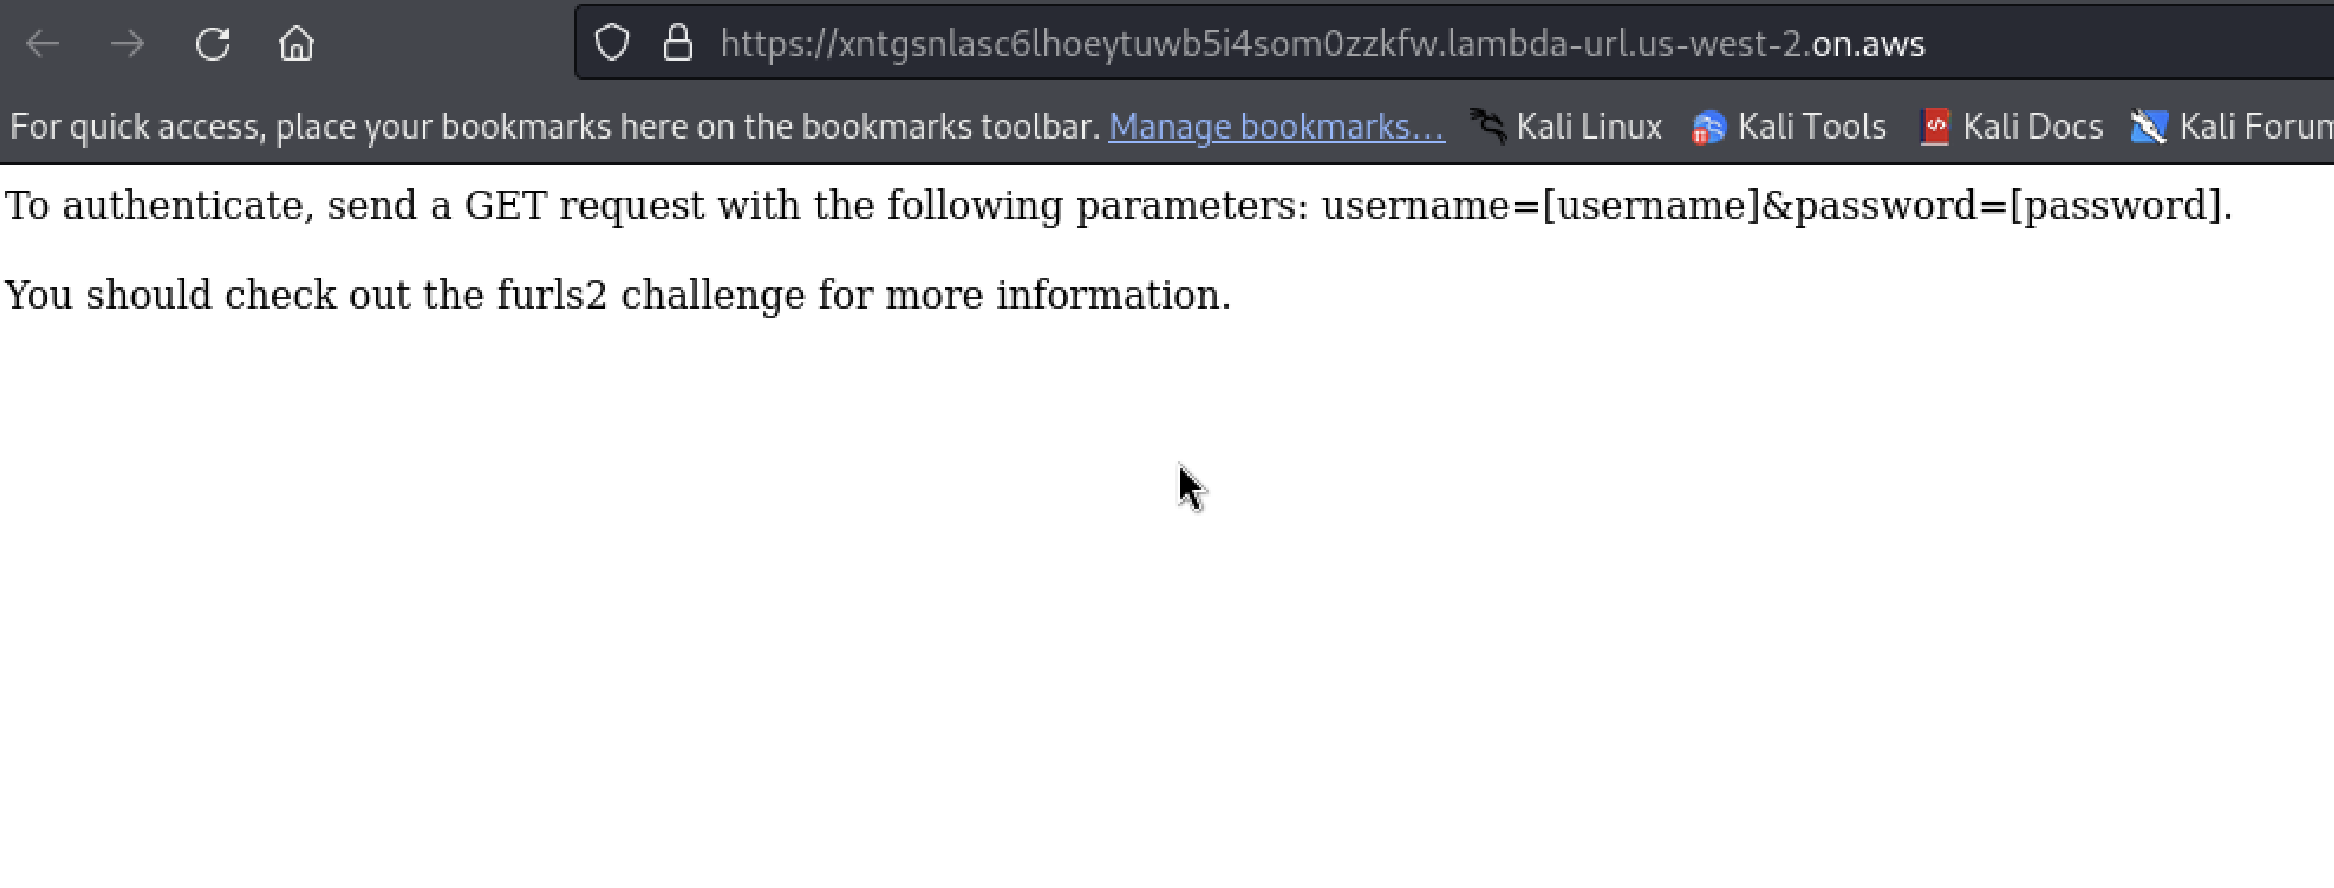 https://xntgsnlasc6lhoeytuwb5i4som0zzkfw.lambda-url.us-west-2.on.aws
For quick access, place your bookmarks here on the bookmarks toolbar. Manage bookmarks... Kali Linux Kali Tools Kali Docs Kali Forum
To authenticate, send a GET request with the following parameters: username=[username]&password=[password].
You should check out the furls2 challenge for more information.